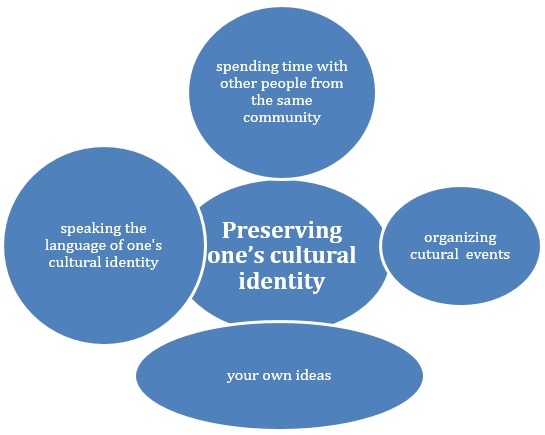 spending time with
other people from
the same
community
speaking the
language of one's
cultural identity
Preserving
one’s cultural
identity
organizing
cutural events
your own ideas